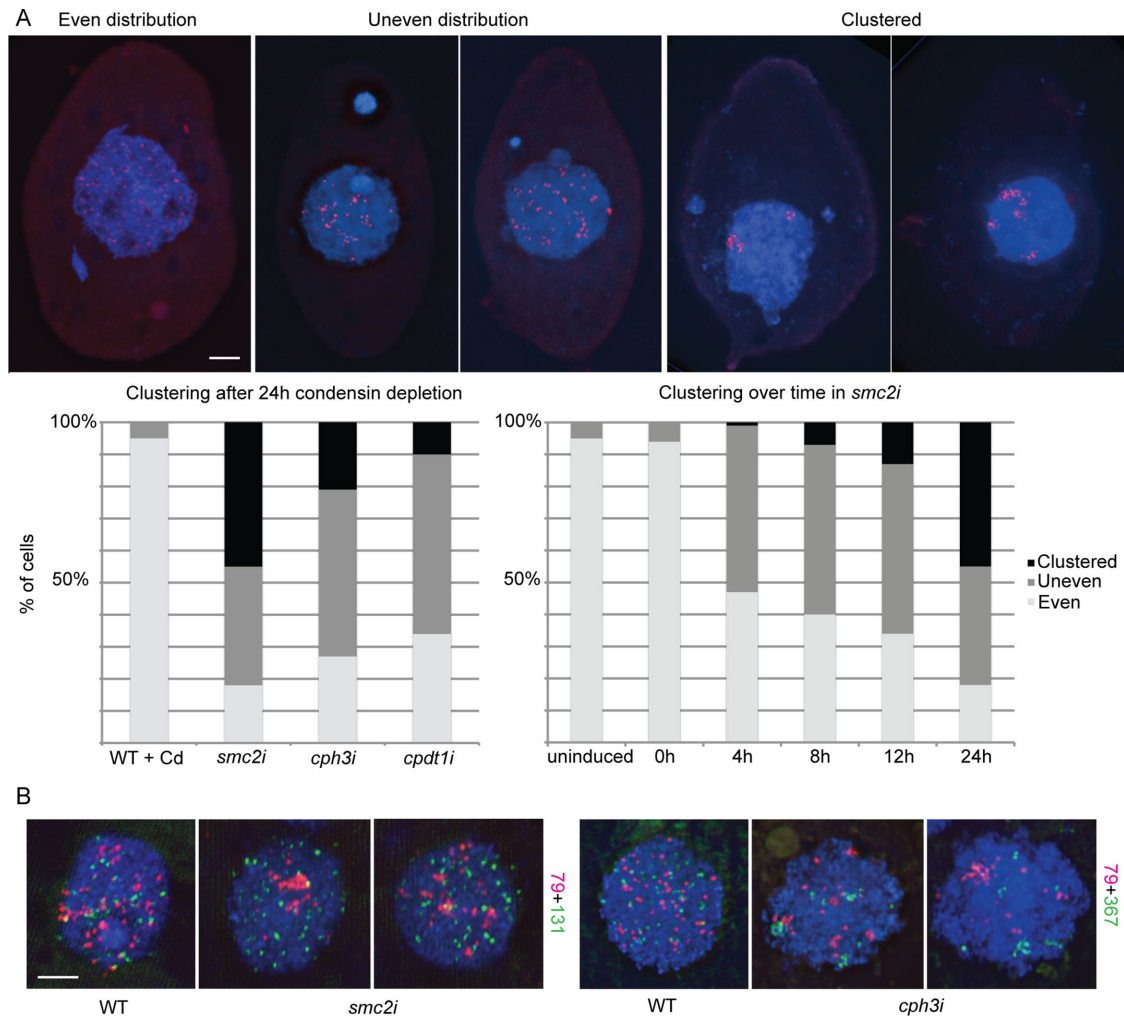 A
Even distribution
Uneven distribution
Clustered
Clustering after 24h condensin depletion
100%
50%
% of cells
WT + Cd
smc2i
cph3i
cpdt1i
Clustering over time in smc2i
100%
50%
uninduced
0h
4h
8h
12h
24h
Clustered
Uneven
Even
B
79+131
79+367
WT
smc2i
WT
cph3i